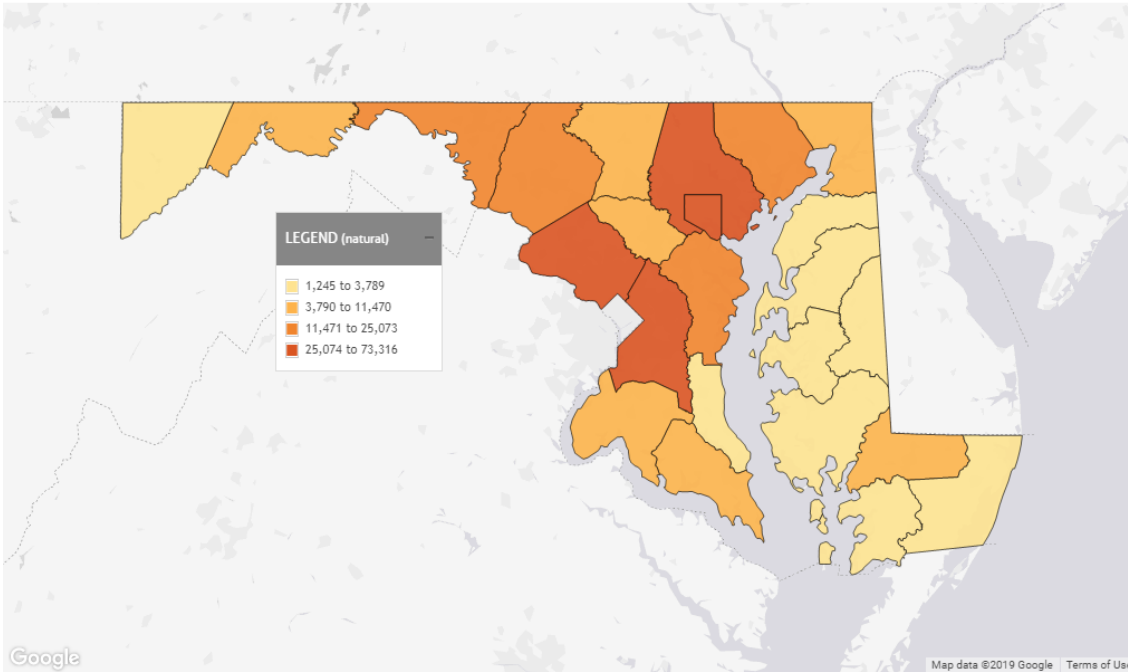 LEGEND (natural)
1,245 to 3,789
3,790 to 11,470
11,471 to 25,073
25,074 to 73,316
Google
Map data ©2019 Google
Terms of Use